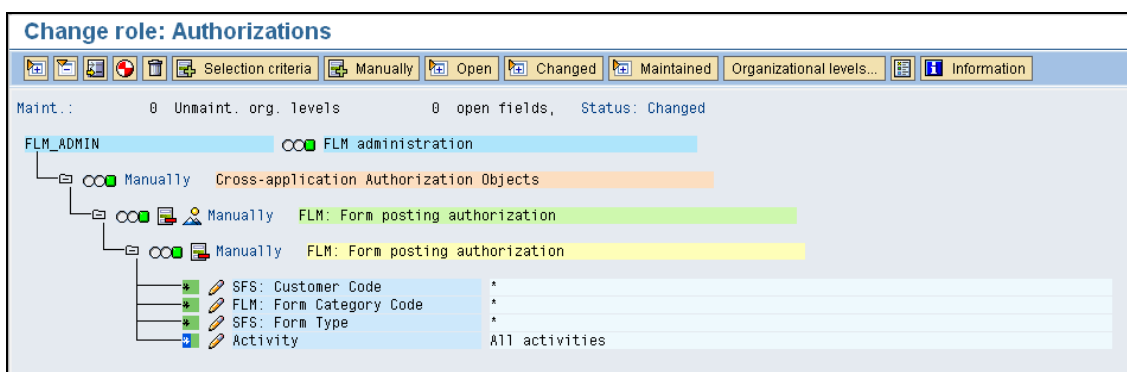 Change role: Authorizations
Selection criteria Manually Open Changed Maintained Organizational levels... Information
Maint.: 0 Unmaint. org. levels 0 open fields, Status: Changed
FLM_ADMIN FLM administration
Manually Cross-application Authorization Objects
Manually FLM: Form posting authorization
Manually FLM: Form posting authorization
SFS: Customer Code *
FLM: Form Category Code *
SFS: Form Type *
Activity All activities